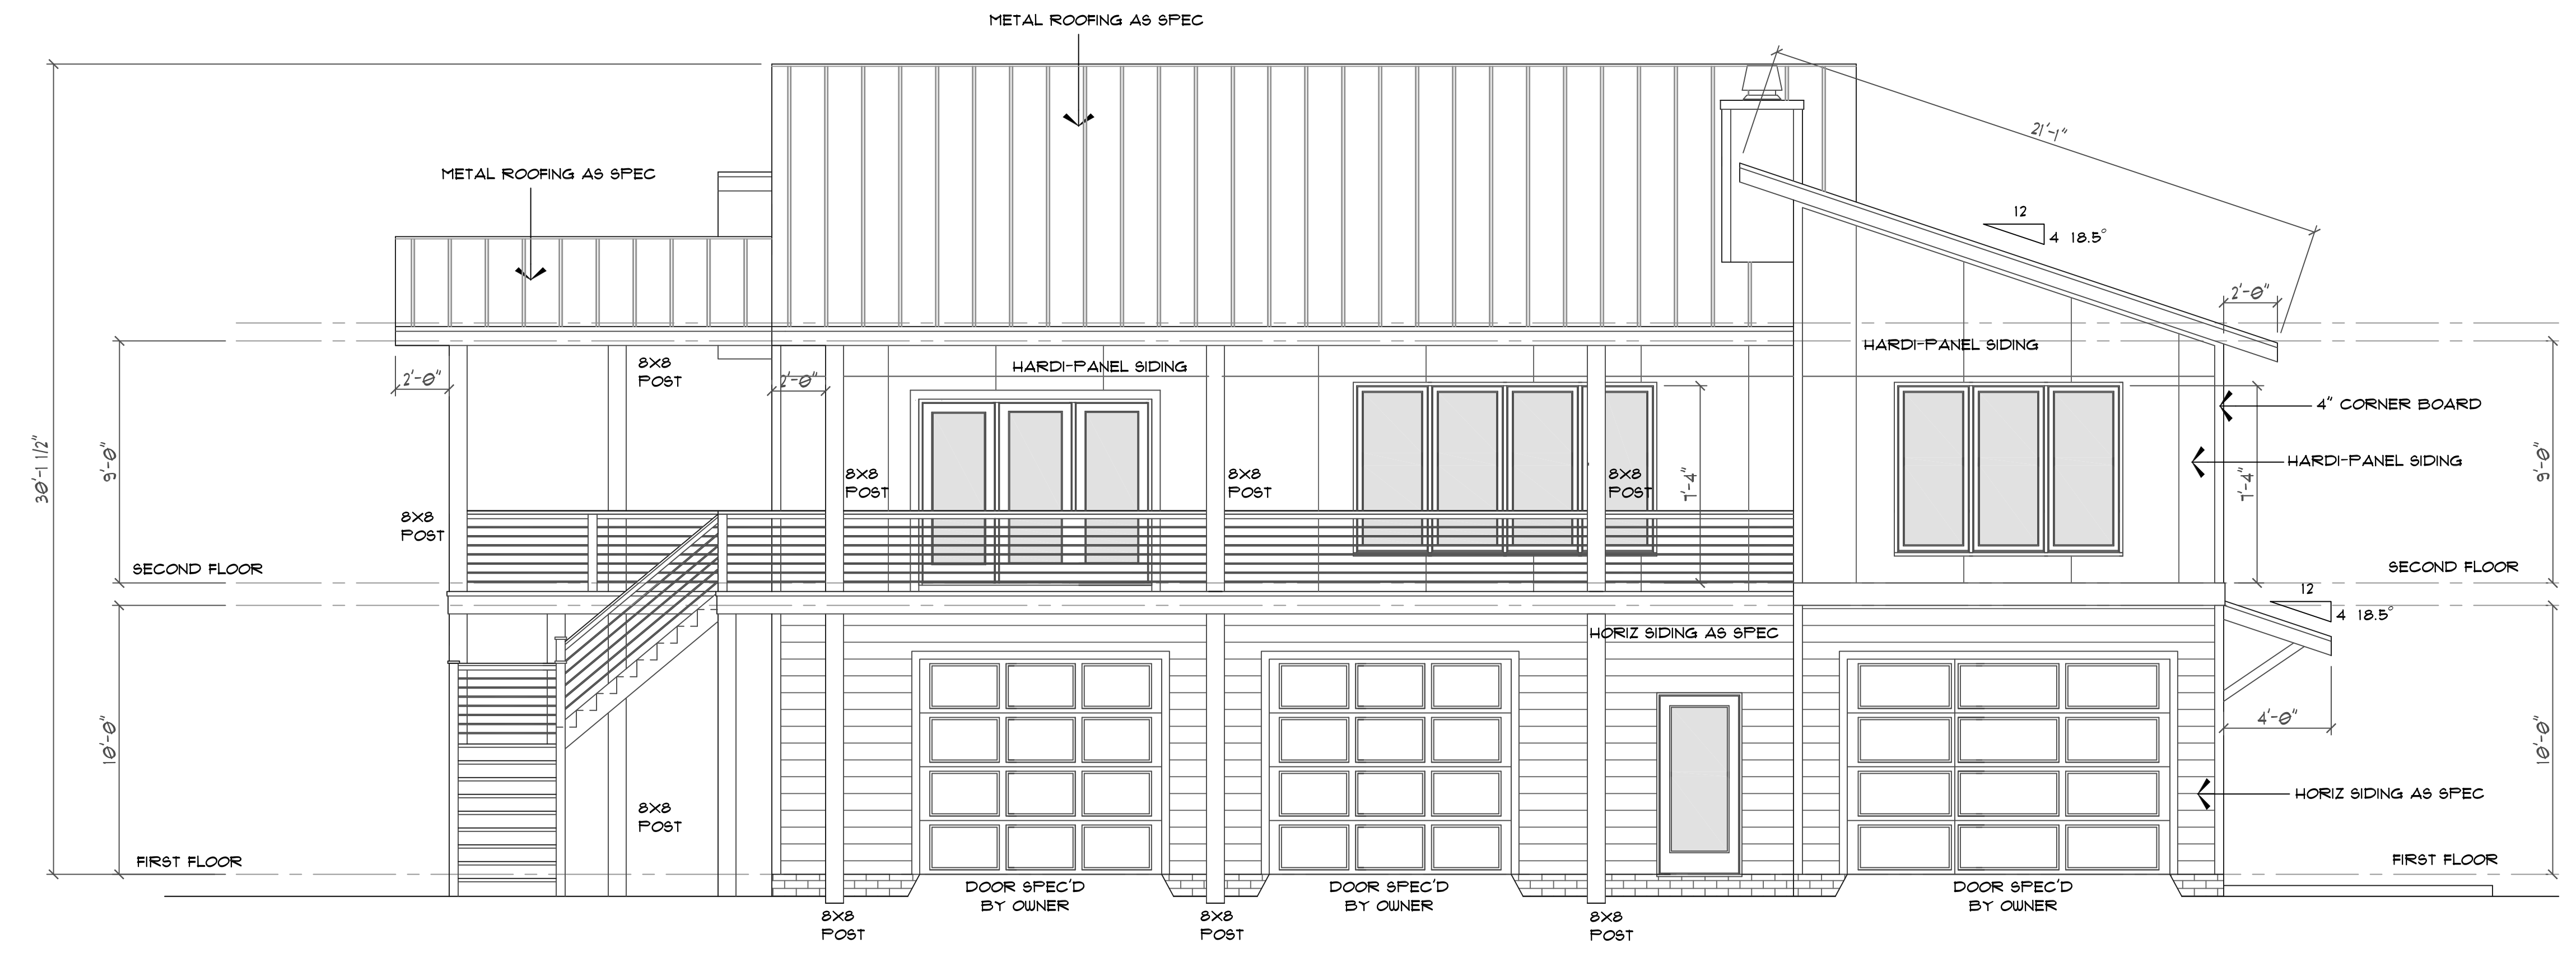 METAL ROOFING AS SPEC
21'-1"
METAL ROOFING AS SPEC
12
4 18.5°
2'-0"
HARDI-PANEL SIDING
8X8
POST
HARDI-PANEL SIDING
2'-0"
2'-0"
4" CORNER BOARD
30'-1 1/2"
9'-0"
8X8
POST
8X8
POST
8X8
POST
7'-4"
7'-4"
HARDI-PANEL SIDING
9'-0"
8X8
POST
SECOND FLOOR
SECOND FLOOR
12
4 18.5°
HORIZ SIDING AS SPEC
4'-0"
10'-0"
10'-0"
HORIZ SIDING AS SPEC
8X8
POST
FIRST FLOOR
FIRST FLOOR
DOOR SPEC'D
BY OWNER
DOOR SPEC'D
BY OWNER
DOOR SPEC'D
BY OWNER
8X8
POST
8X8
POST
8X8
POST